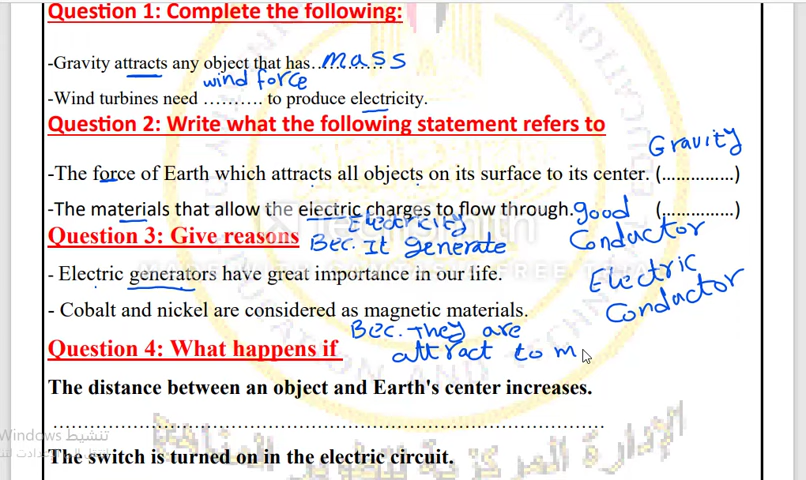 Question 1: Complete the following:
-Gravity attracts any object that has.............. mass
wind force
-Wind turbines need .......... to produce electricity.
Question 2: Write what the following statement refers to
Gravity
-The force of Earth which attracts all objects on its surface to its center. (..............)
-The materials that allow the electric charges to flow through. good (..............)
Conductor
Electricity
Question 3: Give reasons Bec. It generate
- Electric generators have great importance in our life.
Electric
Conductor
- Cobalt and nickel are considered as magnetic materials.
Bec. they are
Question 4: What happens if attract to m
The distance between an object and Earth's center increases.
The switch is turned on in the electric circuit.
تنشيط Windows